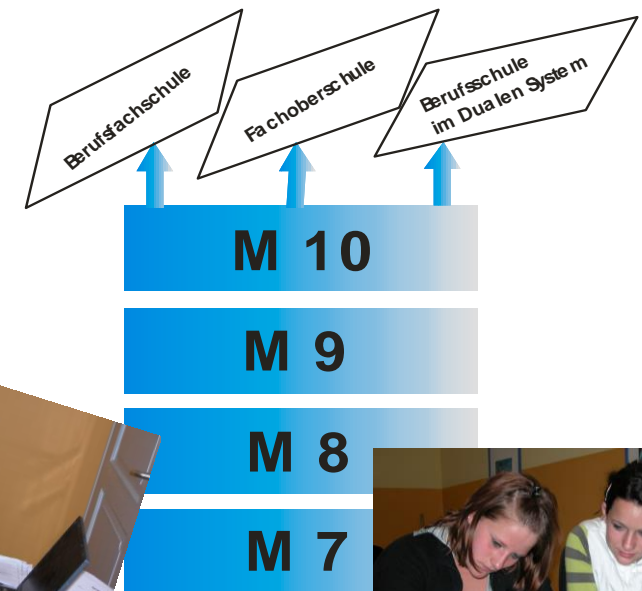 Berufsfachschule
Fachoberschule
Berufsschule
im Dualen System
M 10
M 9
M 8
M 7